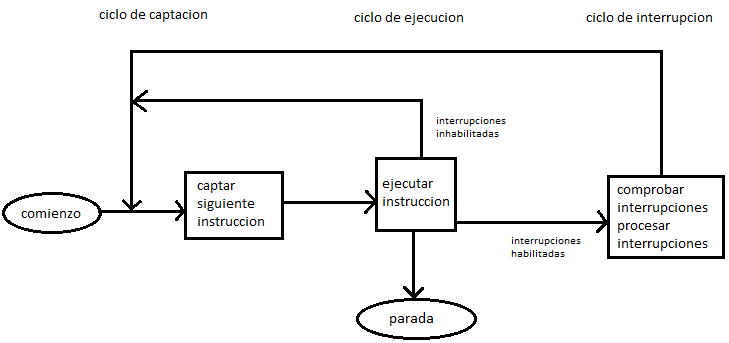 ciclo de captacion
ciclo de ejecucion
ciclo de interrupcion
interrupciones
inhabilitadas
comienzo
captar
siguiente
instruccion
ejecutar
instruccion
interrupciones
habilitadas
comprobar
interrupciones
procesar
interrupciones
parada